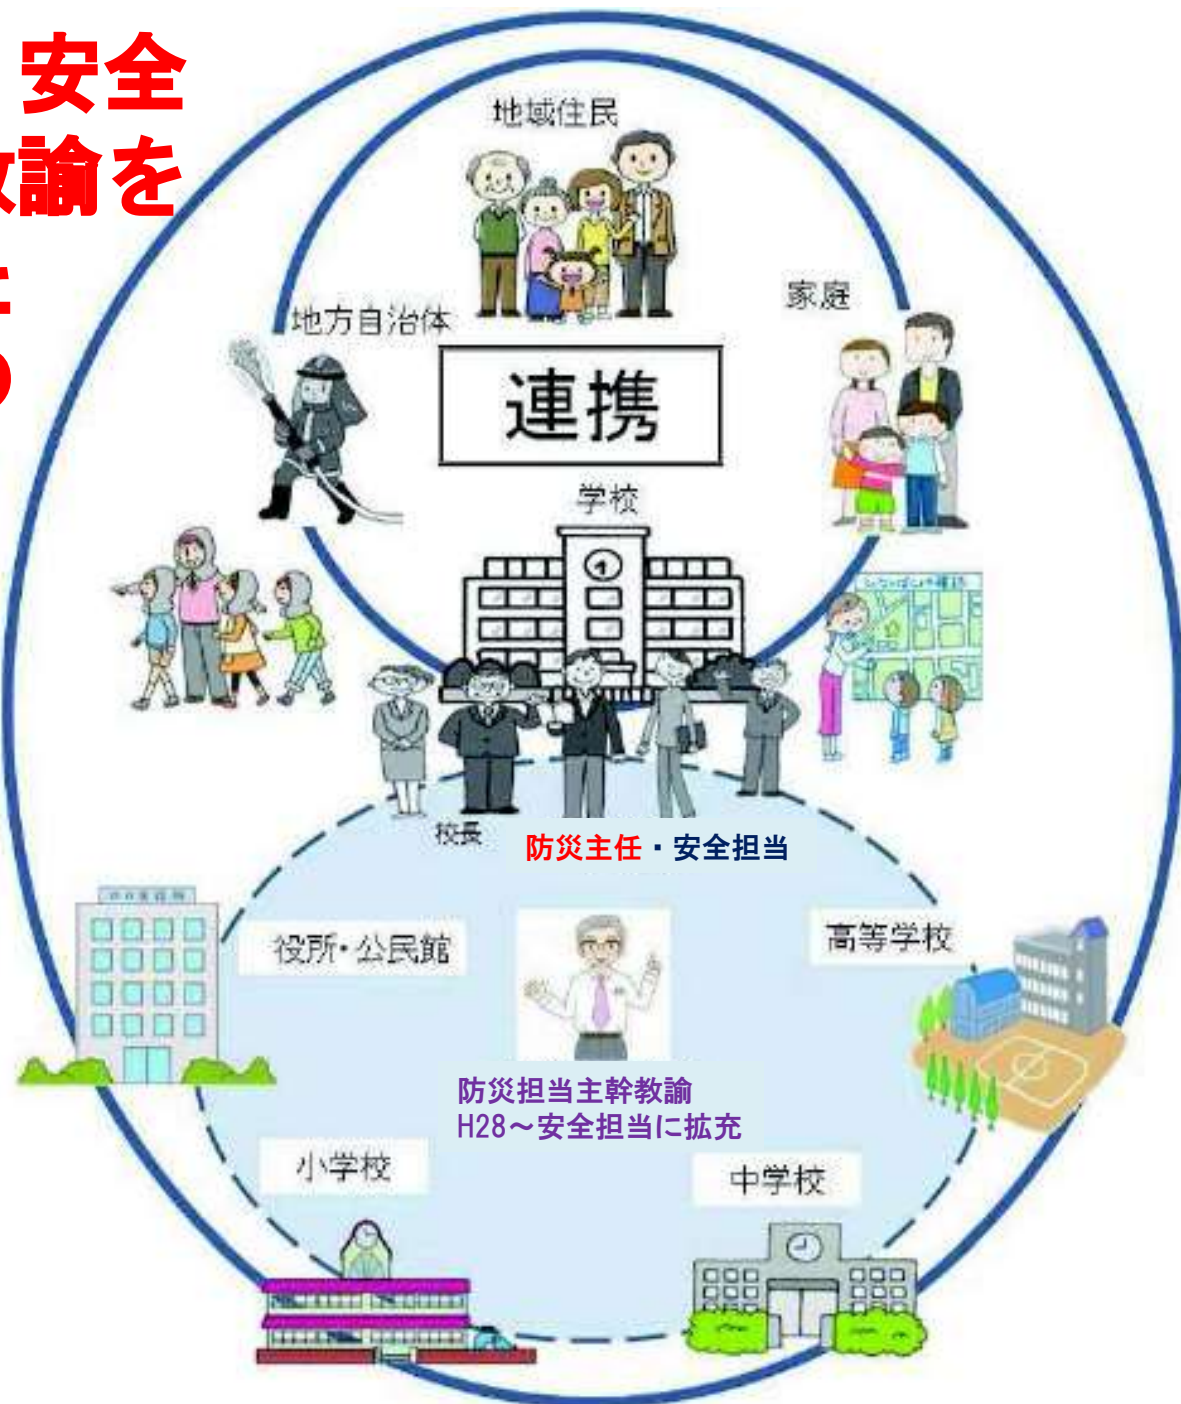 安全
教諭を
地域住民
家庭
地方自治体
連携
学校
校長
防災主任・安全担当
役所・公民館
高等学校
防災担当主幹教諭
H28～安全担当に拡充
小学校
中学校